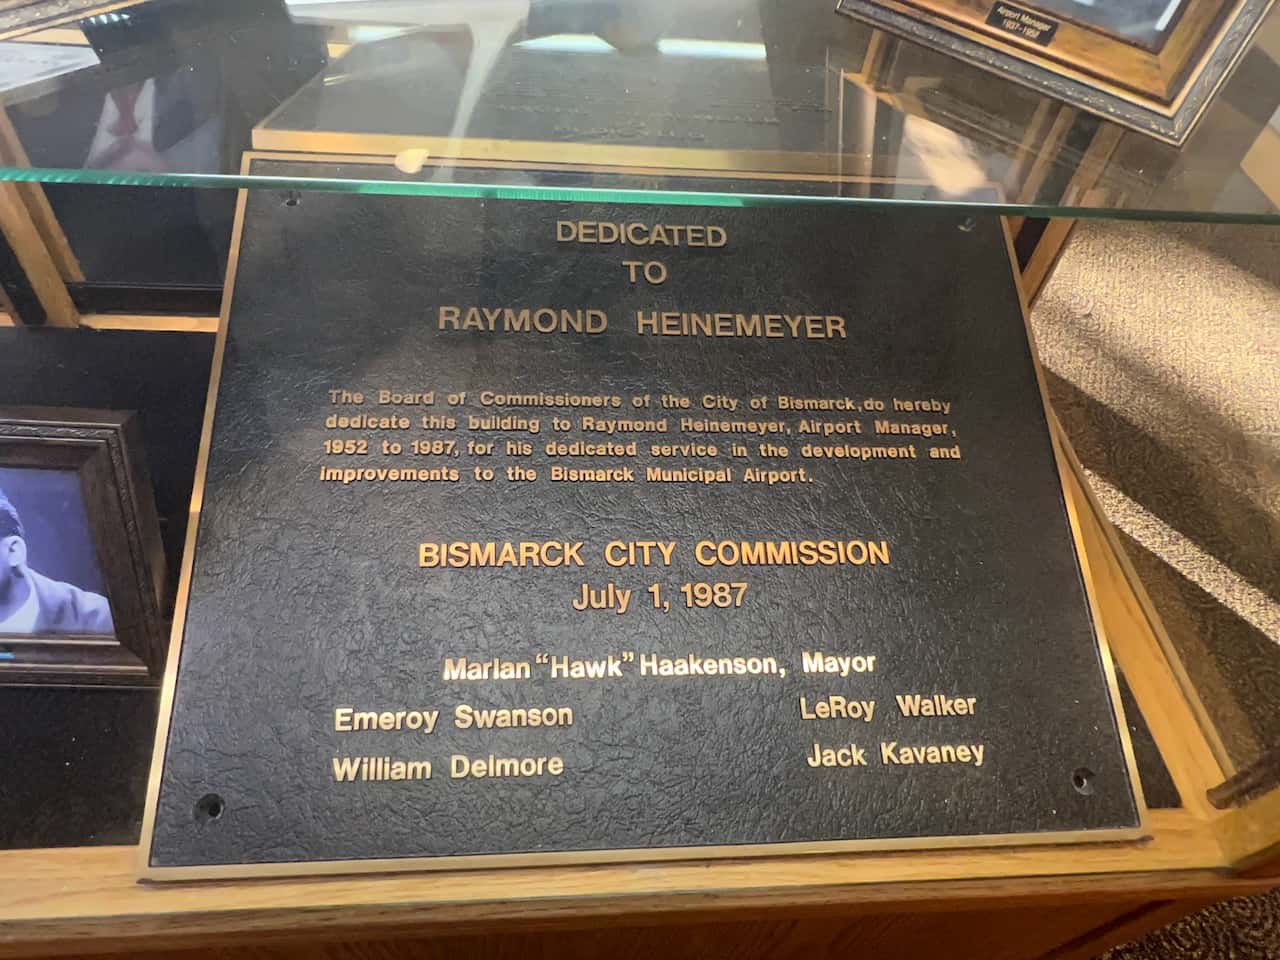 Airport Manager
DEDICATED
TO
RAYMOND HEINEMEYER
The Board of Commissioners of the City of Bismarck, do hereby
dedicate this building to Raymond Heinemeyer, Airport Manager,
1952 to 1987, for his dedicated service in the development and
improvements to the Bismarck Municipal Airport.
BISMARCK CITY COMMISSION
July 1, 1987
Marlan "Hawk" Haakenson, Mayor
Emeroy Swanson LeRoy Walker
William Delmore Jack Kavaney